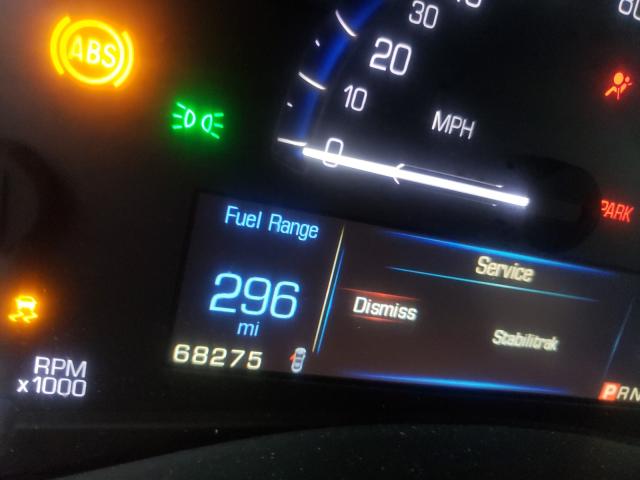 30
20
10
0
ABS
MPH
PARK
Fuel Range
296
mi
68275
Service
Dismiss
Stabilitrak
RPM
x1000
PRN